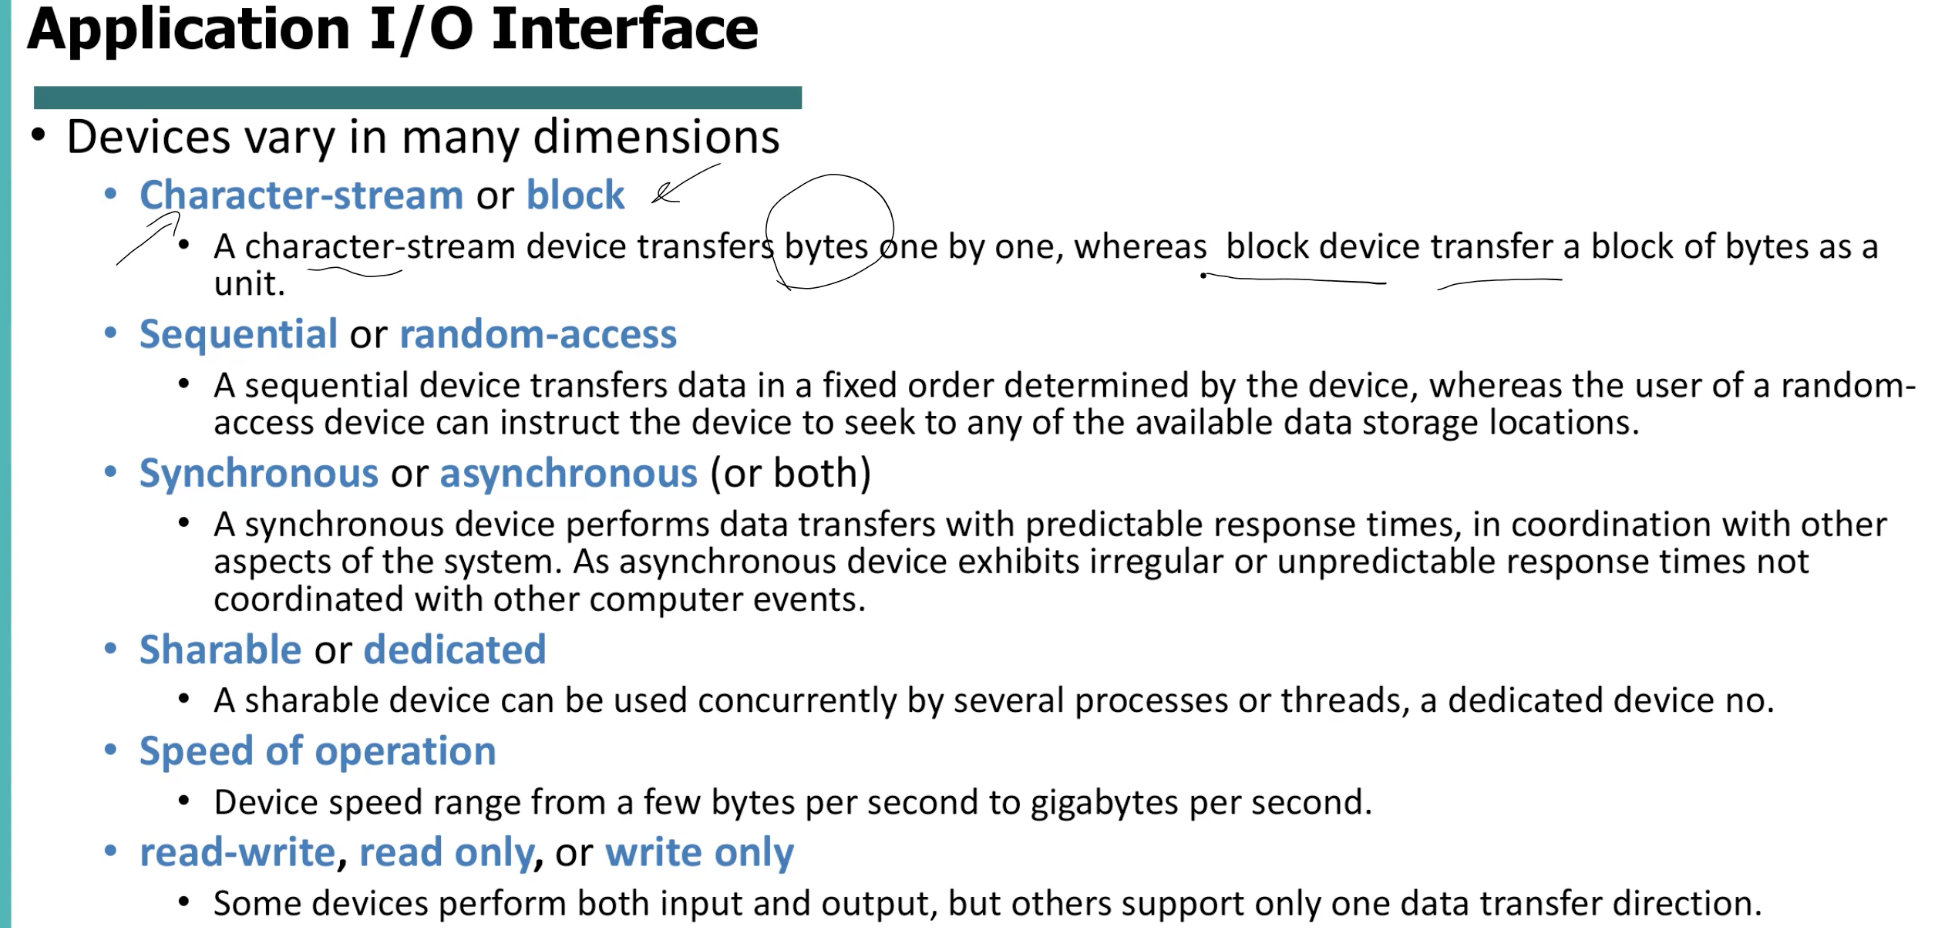 Application I/O Interface
• Devices vary in many dimensions
• Character-stream or block
• A character-stream device transfers bytes one by one, whereas block device transfer a block of bytes as a
unit.
• Sequential or random-access
• A sequential device transfers data in a fixed order determined by the device, whereas the user of a random-
access device can instruct the device to seek to any of the available data storage locations.
• Synchronous or asynchronous (or both)
• A synchronous device performs data transfers with predictable response times, in coordination with other
aspects of the system. As asynchronous device exhibits irregular or unpredictable response times not
coordinated with other computer events.
• Sharable or dedicated
• A sharable device can be used concurrently by several processes or threads, a dedicated device no.
• Speed of operation
• Device speed range from a few bytes per second to gigabytes per second.
• read-write, read only, or write only
• Some devices perform both input and output, but others support only one data transfer direction.